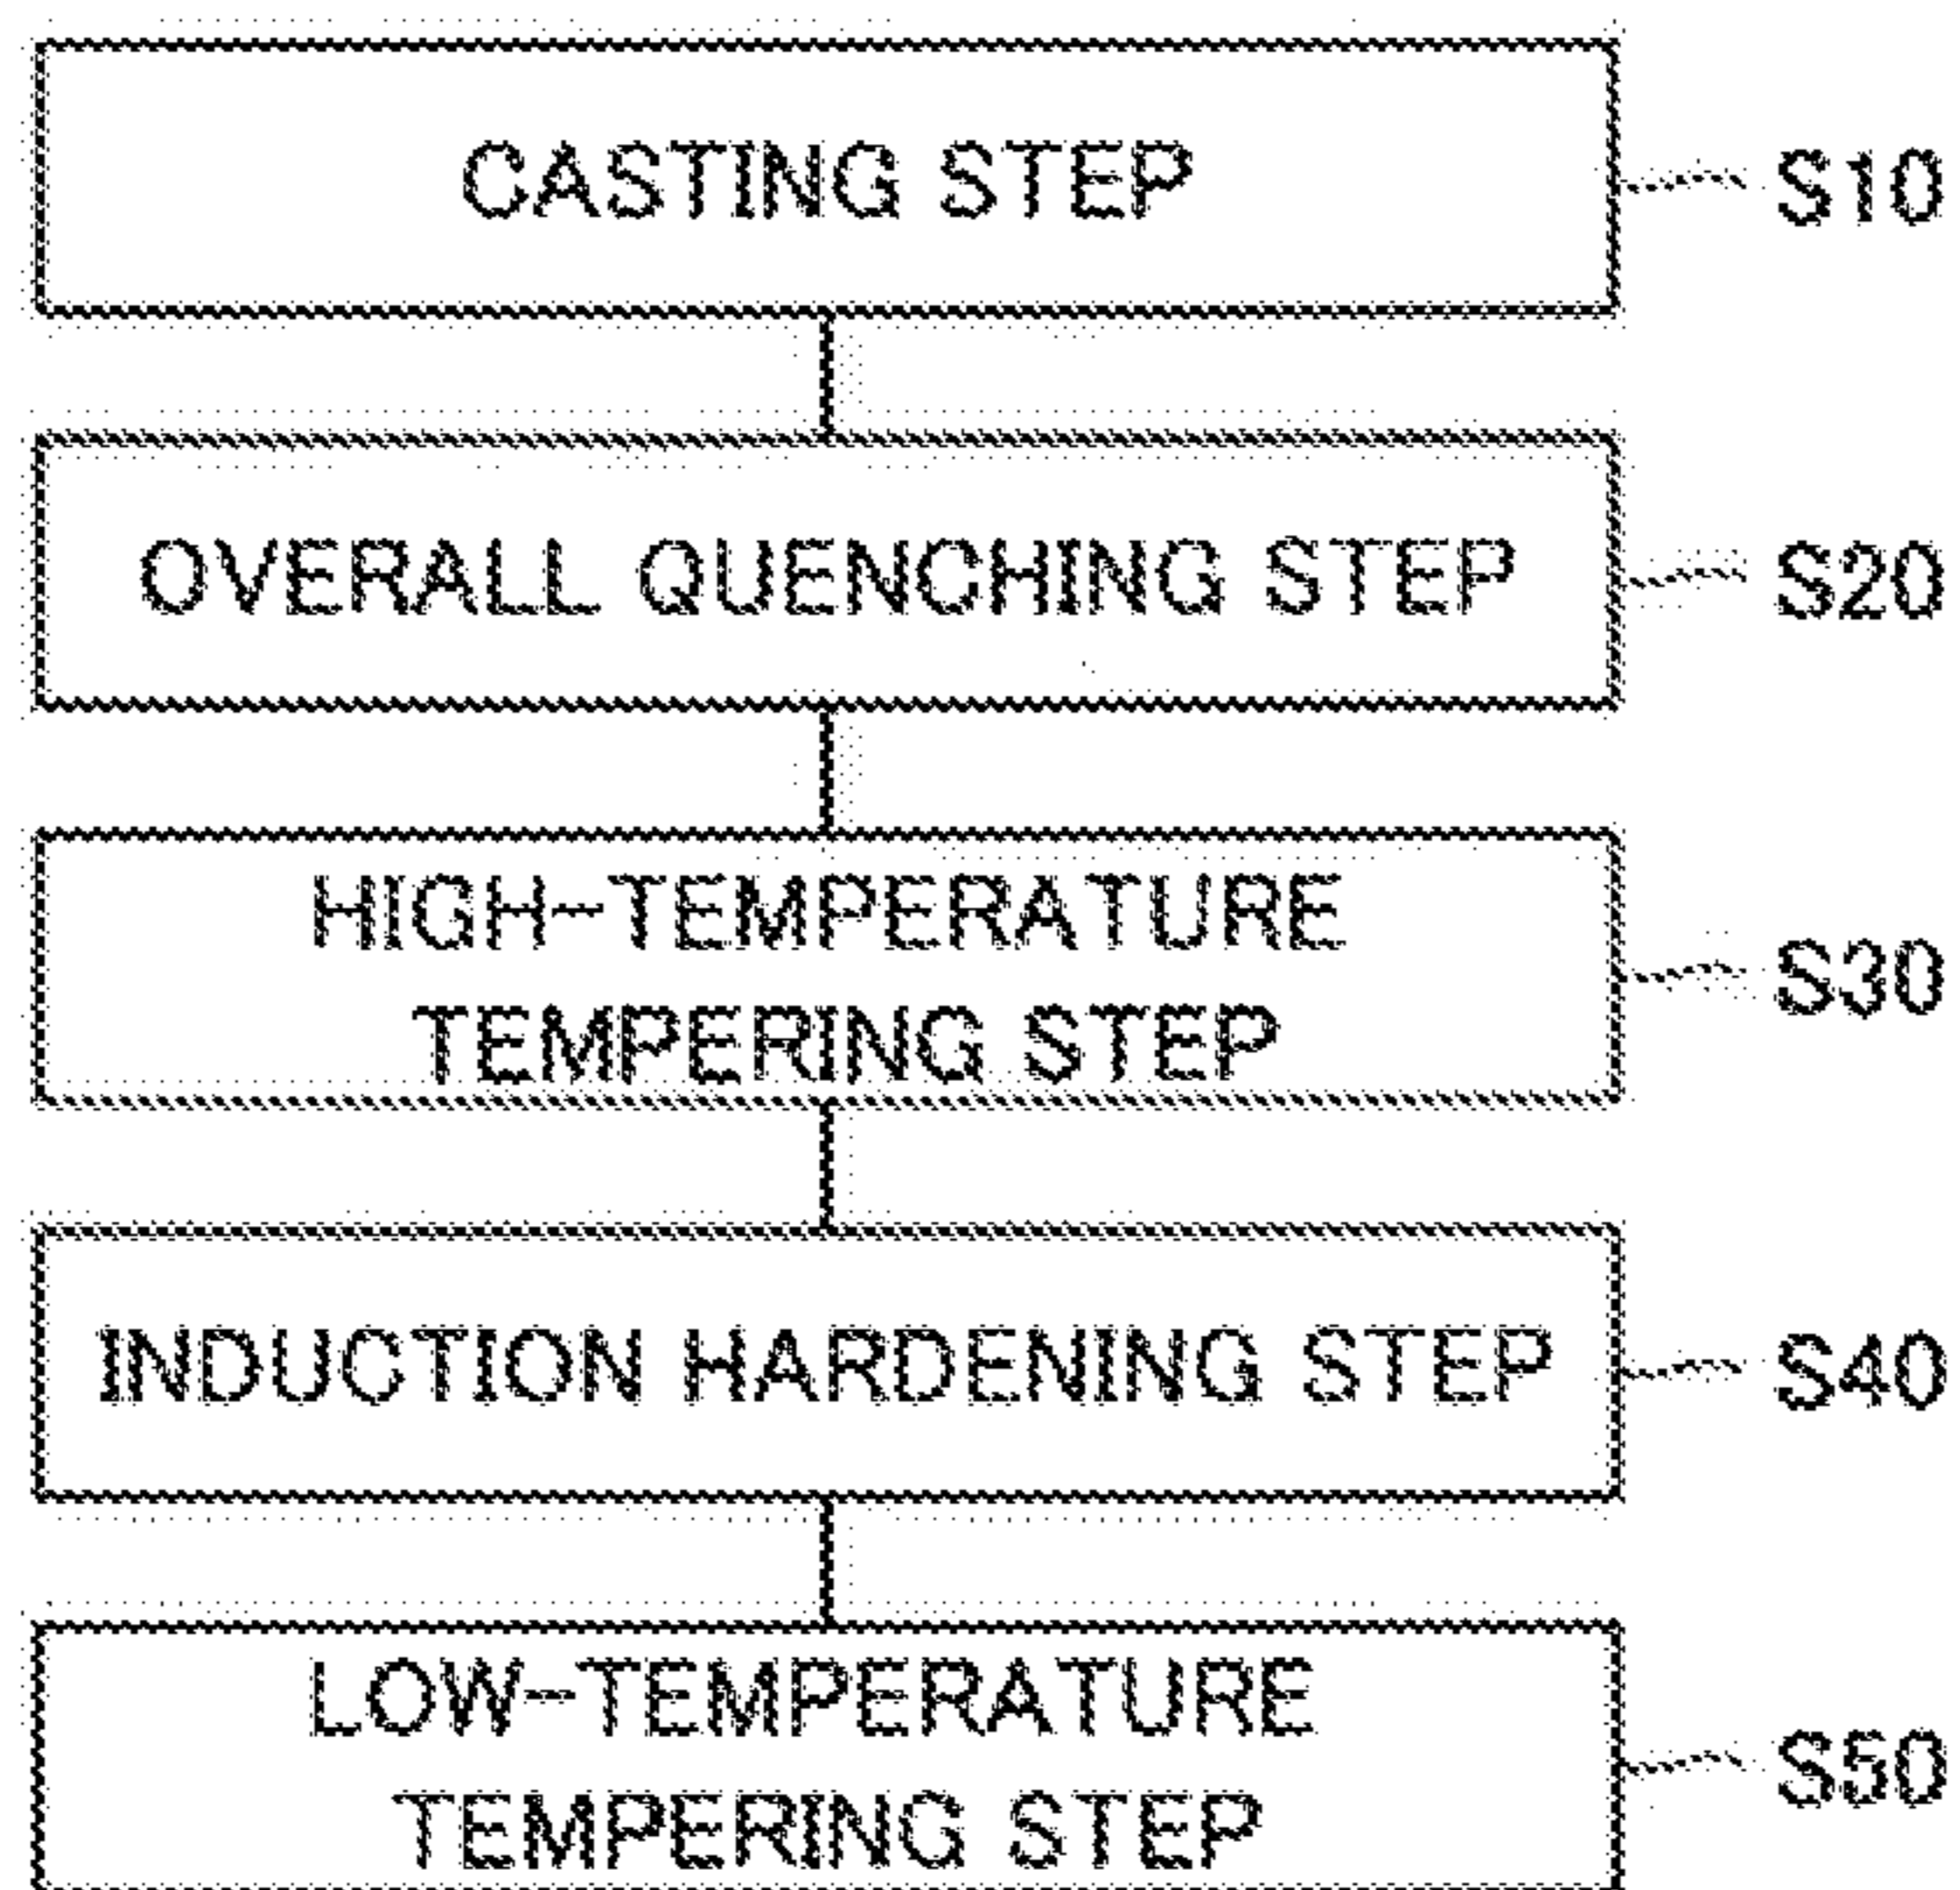 CASTING STEP
S10
OVERALL QUENCHING STEP
S20
HIGH-TEMPERATURE
TEMPERING STEP
S30
INDUCTION HARDENING STEP
S40
LOW-TEMPERATURE
TEMPERING STEP
S50